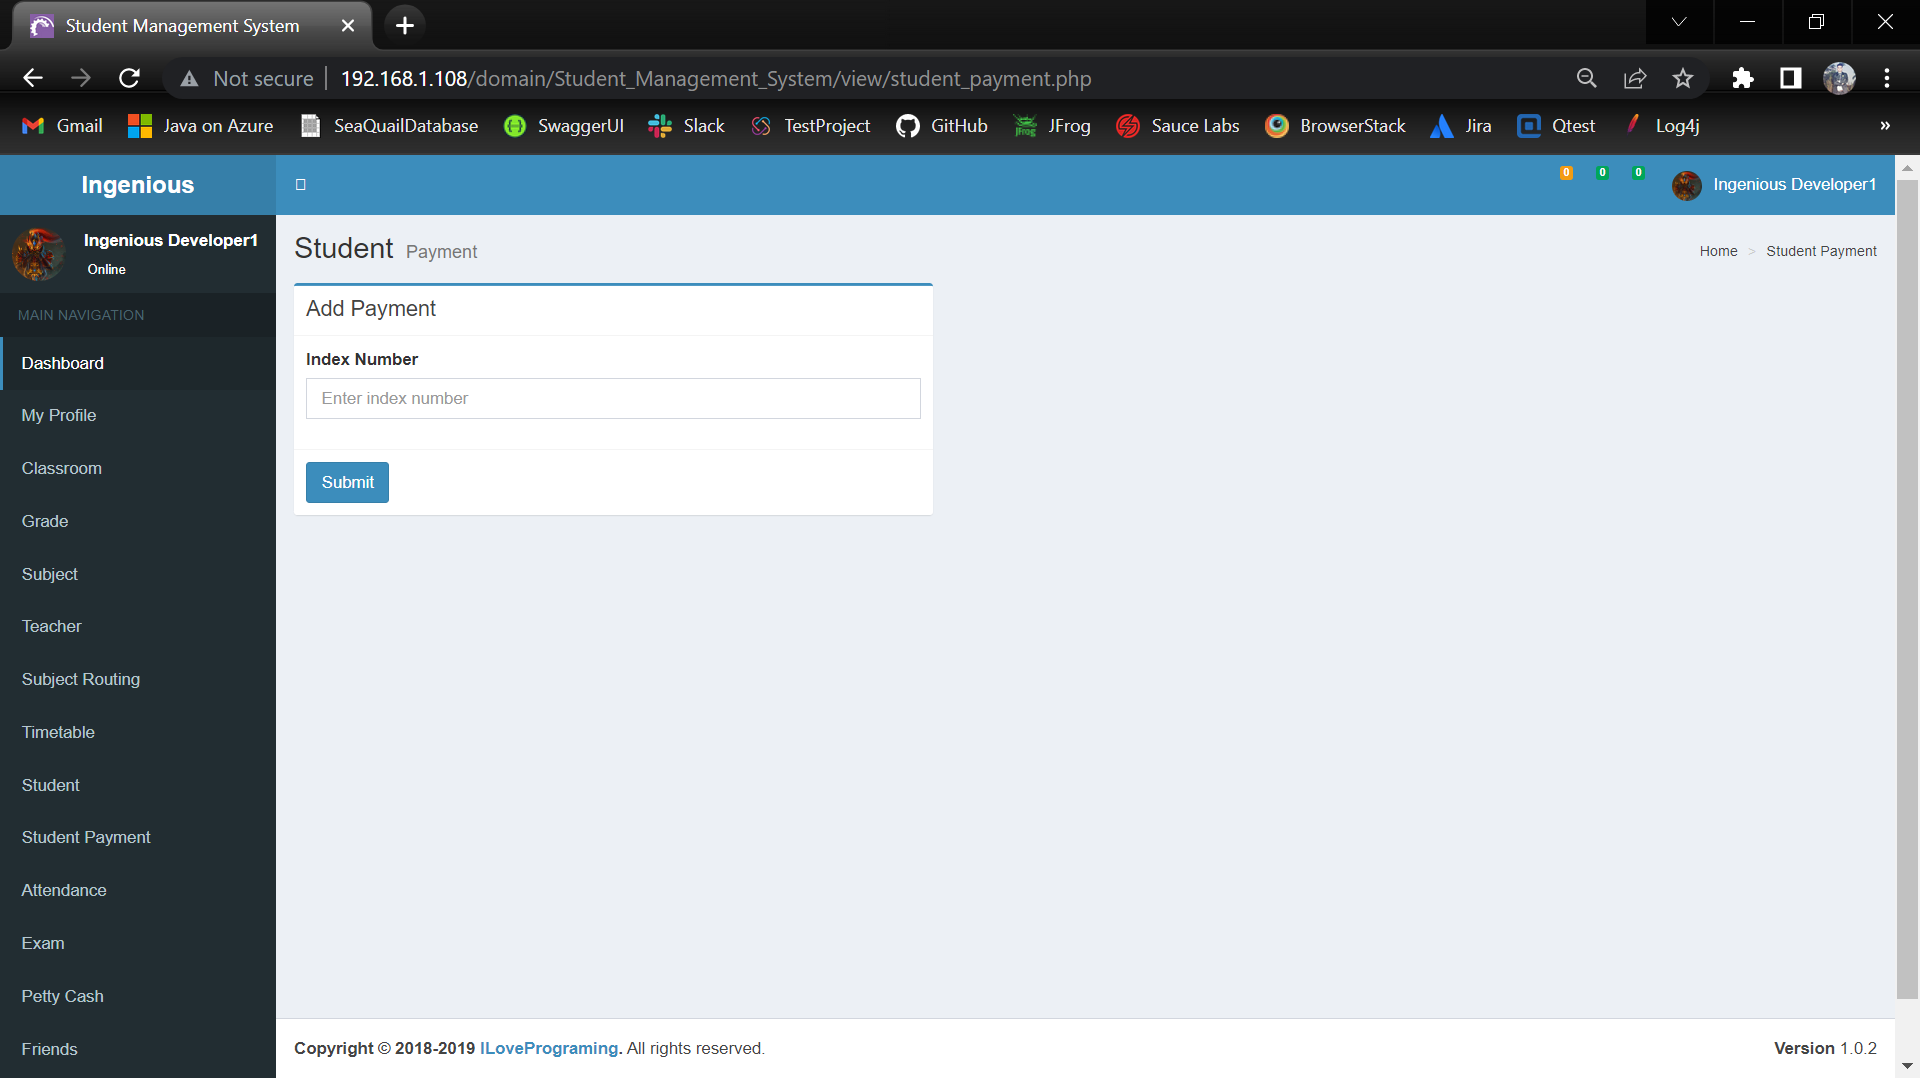 Student Management System
Not secure 192.168.1.108/domain/Student_Management_System/view/student_payment.php
Gmail Java on Azure SeaQuailDatabase SwaggerUI Slack TestProject GitHub JFrog Sauce Labs BrowserStack Jira Qtest Log4j »
Ingenious 0 0 0 Ingenious Developer1
Ingenious Developer1
Online
MAIN NAVIGATION
Dashboard
My Profile
Classroom
Grade
Subject
Teacher
Subject Routing
Timetable
Student
Student Payment
Attendance
Exam
Petty Cash
Friends
Student Payment
Home > Student Payment
Add Payment
Index Number
Enter index number
Submit
Copyright © 2018-2019 ILovePrograming. All rights reserved.
Version 1.0.2